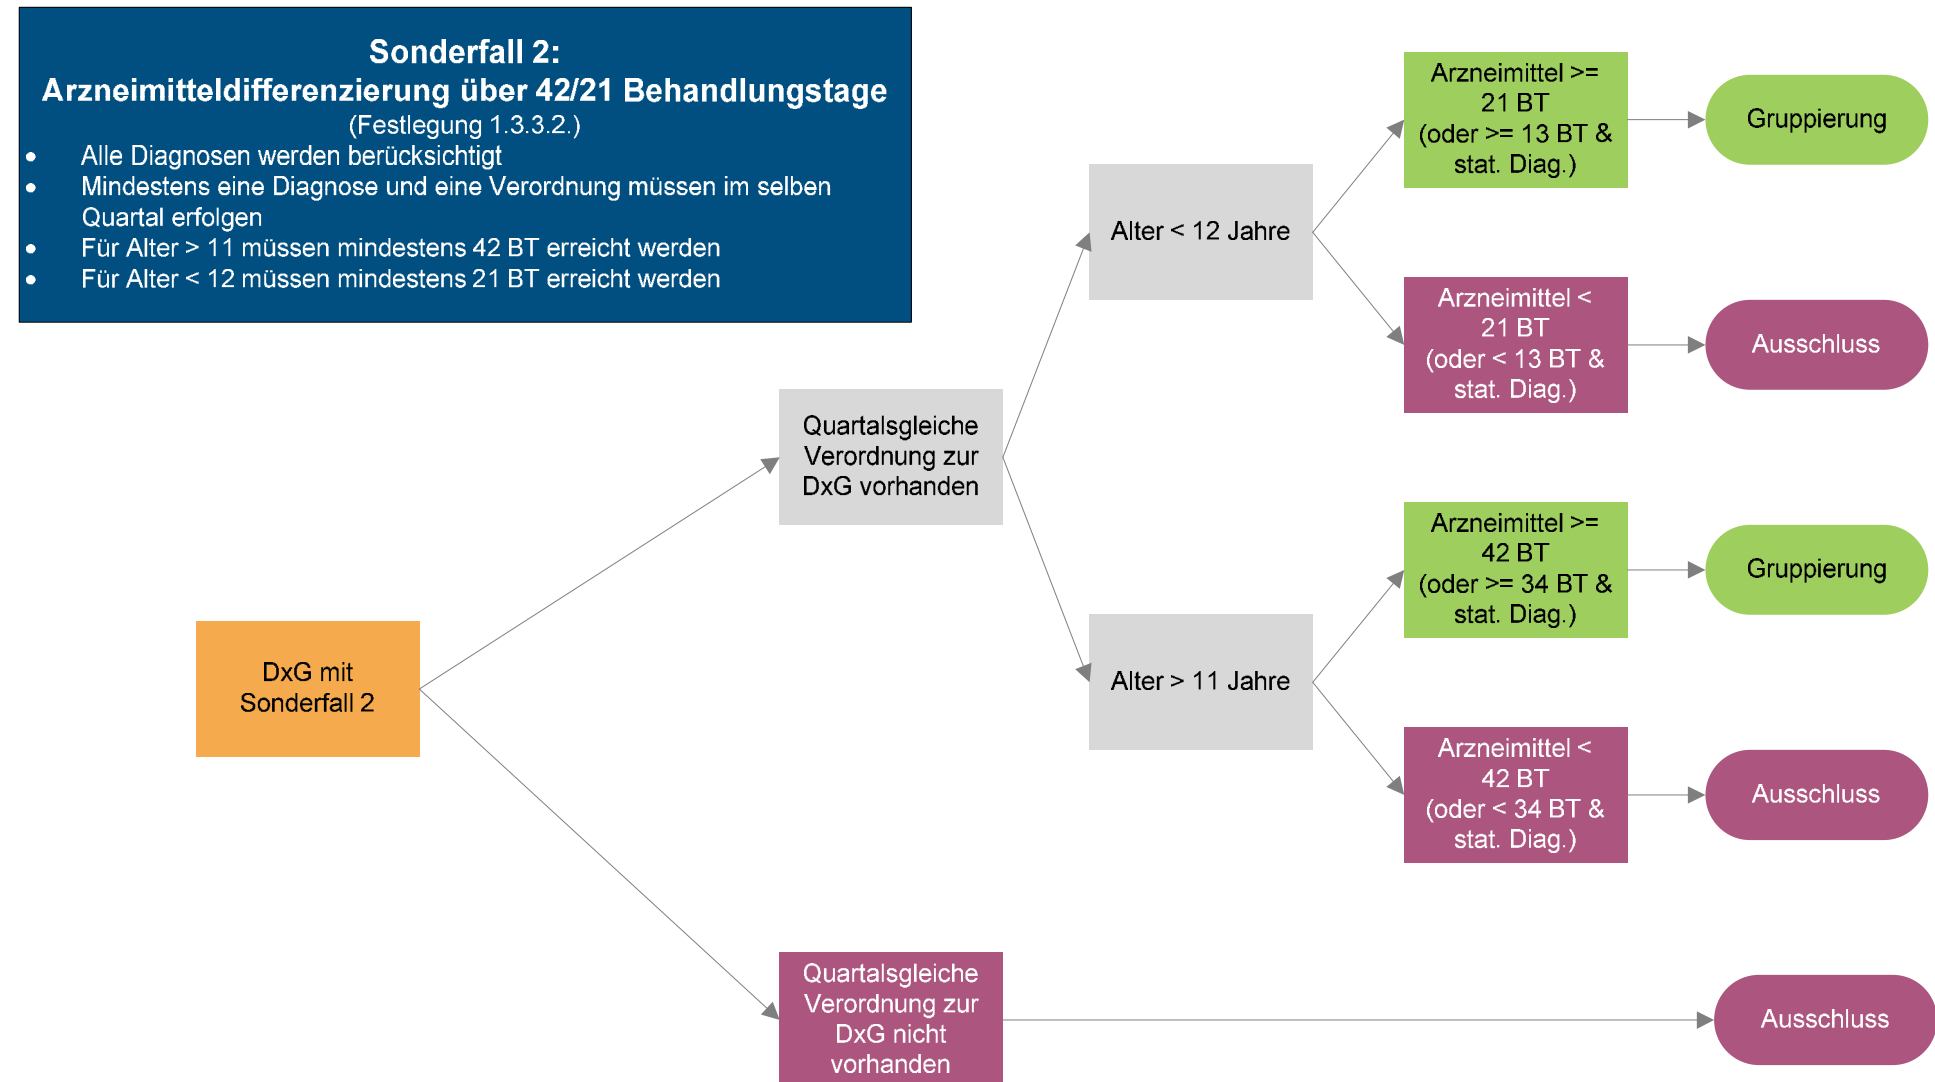 Sonderfall 2:
Arzneimitteldifferenzierung über 42/21 Behandlungstage
(Festlegung 1.3.3.2.)
• Alle Diagnosen werden berücksichtigt
• Mindestens eine Diagnose und eine Verordnung müssen im selben
Quartal erfolgen
• Für Alter > 11 müssen mindestens 42 BT erreicht werden
• Für Alter < 12 müssen mindestens 21 BT erreicht werden
DxG mit
Sonderfall 2
Quartalsgleiche
Verordnung zur
DxG vorhanden
Alter < 12 Jahre
Arzneimittel >=
21 BT
(oder >= 13 BT &
stat. Diag.)
Gruppierung
Arzneimittel <
21 BT
(oder < 13 BT &
stat. Diag.)
Ausschluss
Alter > 11 Jahre
Arzneimittel >=
42 BT
(oder >= 34 BT &
stat. Diag.)
Gruppierung
Arzneimittel <
42 BT
(oder < 34 BT &
stat. Diag.)
Ausschluss
Quartalsgleiche
Verordnung zur
DxG nicht
vorhanden
Ausschluss